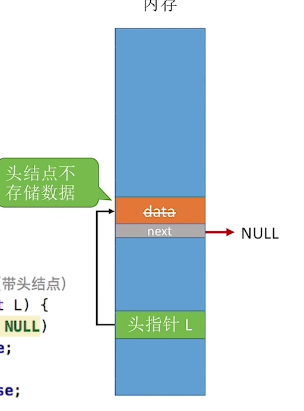 内存
头结点不
存储数据
data
next
NULL
(带头结点)
t L) {
NULL)
e;
头指针 L
se;